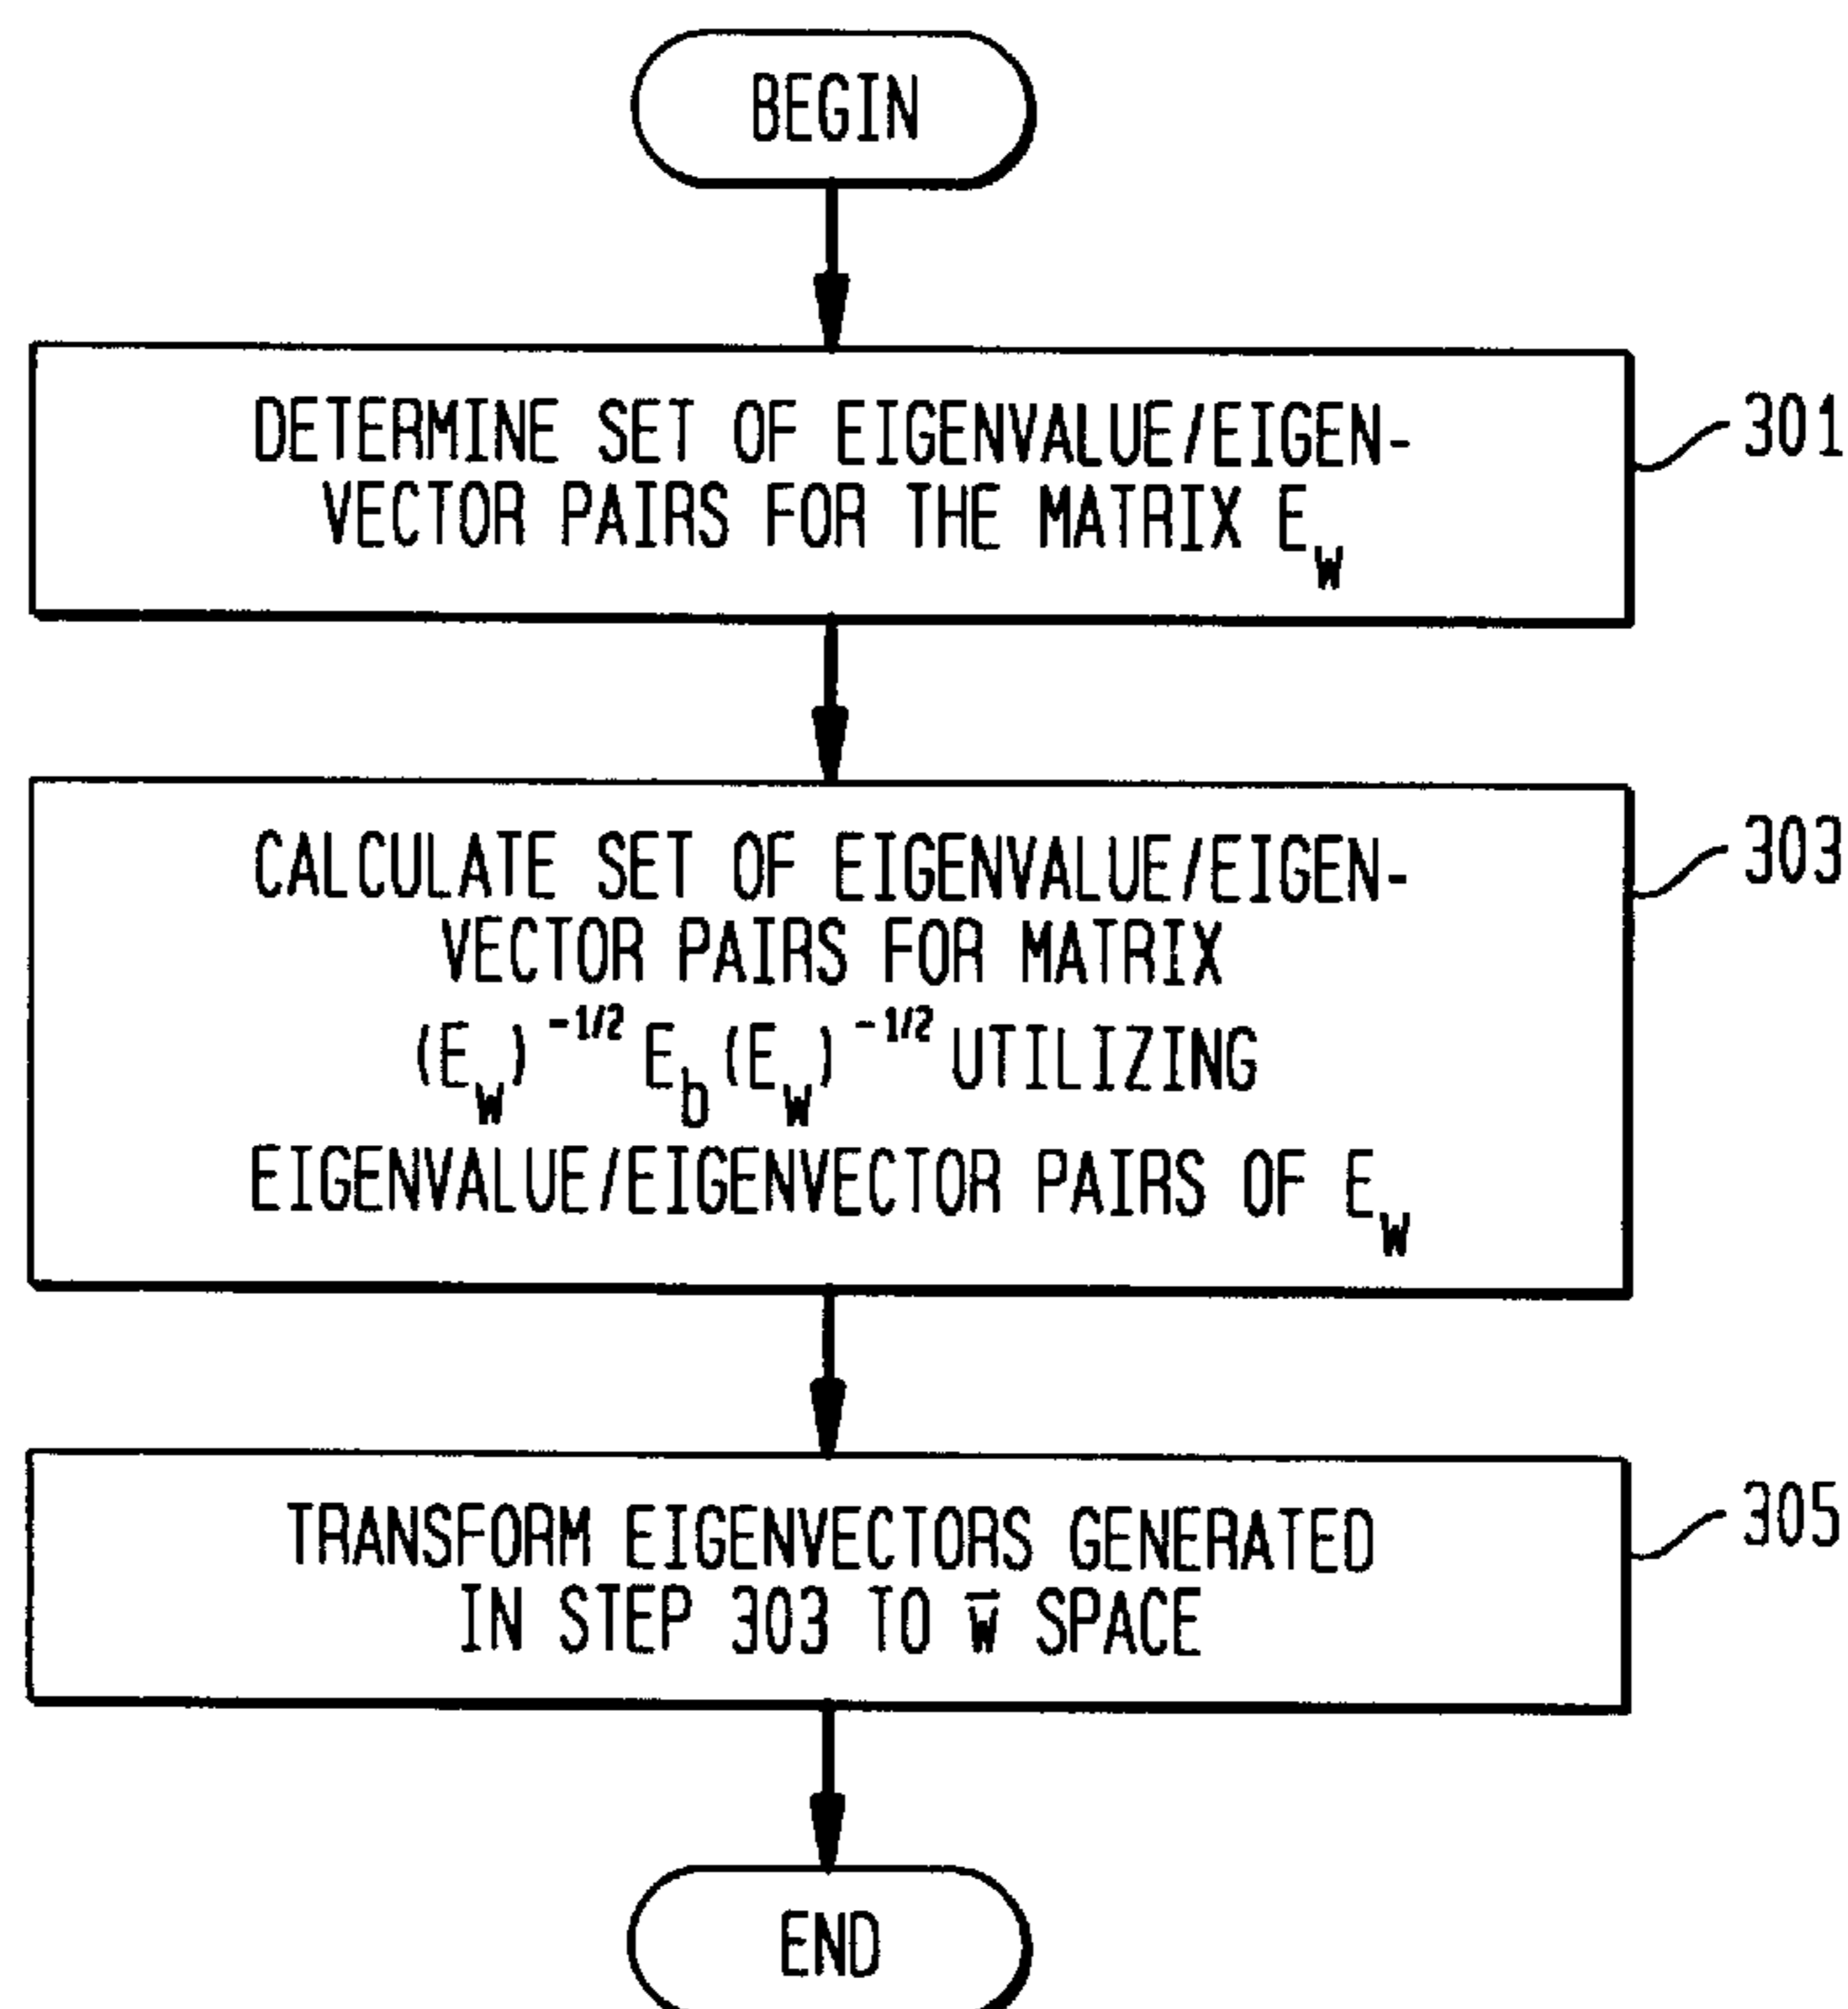 BEGIN
DETERMINE SET OF EIGENVALUE/EIGEN-
VECTOR PAIRS FOR THE MATRIX E_W
301
CALCULATE SET OF EIGENVALUE/EIGEN-
VECTOR PAIRS FOR MATRIX
(E_W)^-1/2 E_b (E_W)^-1/2 UTILIZING
EIGENVALUE/EIGENVECTOR PAIRS OF E_W
303
TRANSFORM EIGENVECTORS GENERATED
IN STEP 303 TO w̅ SPACE
305
END